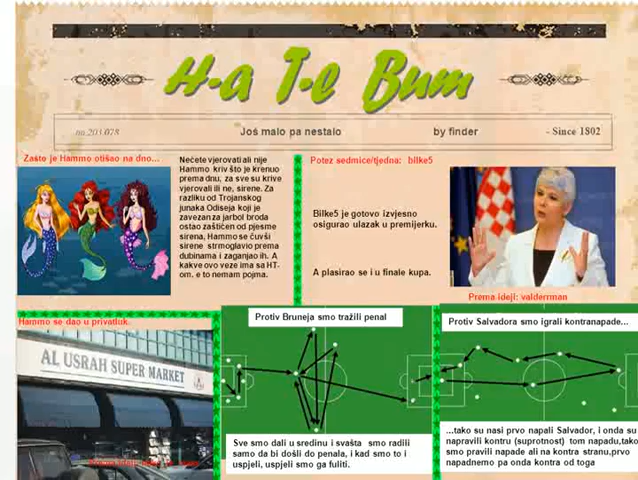 H-a T-e Bum
no.201.078
Još malo pa nestalo
by finder
- Since 1802
Zašto je Hammo otišao na dno...
Nećete vjerovati ali nije
Hammo kriv što je krenuo
prema dnu, za sve su krive
vjerovali ili ne, sirene. Za
razliku od Trojanskog
junaka Odiseja koji je
zavezan za jarbol broda
ostao zaštićen od pjesme
sirena, Hammo se čuvši
sirene strmoglavio prema
dubinama i zaganjao ih. A
kakve ovo veze ima sa HT-
om. e to nemam pojma.
Potez sedmice/tjedna: bilke5
Bilke5 je gotovo izvjesno
osigurao ulazak u premijerku.
A plasirao se i u finale kupa.
Prema ideji: valderrman
Hammo se dao u privatluk.
AL USRAH SUPER MARKET
Protiv Bruneja smo tražili penal
Sve smo dali u sredinu i svašta smo radili
samo da bi došli do penala, i kad smo to i
uspjeli, uspjeli smo ga fuliti.
Protiv Salvadora smo igrali kontranapade...
...tako su nasi prvo napali Salvador, i onda su
napravili kontru (suprotnost) tom napadu,tako
smo pravili napade ali na kontra stranu,prvo
napadnemo pa onda kontra od toga